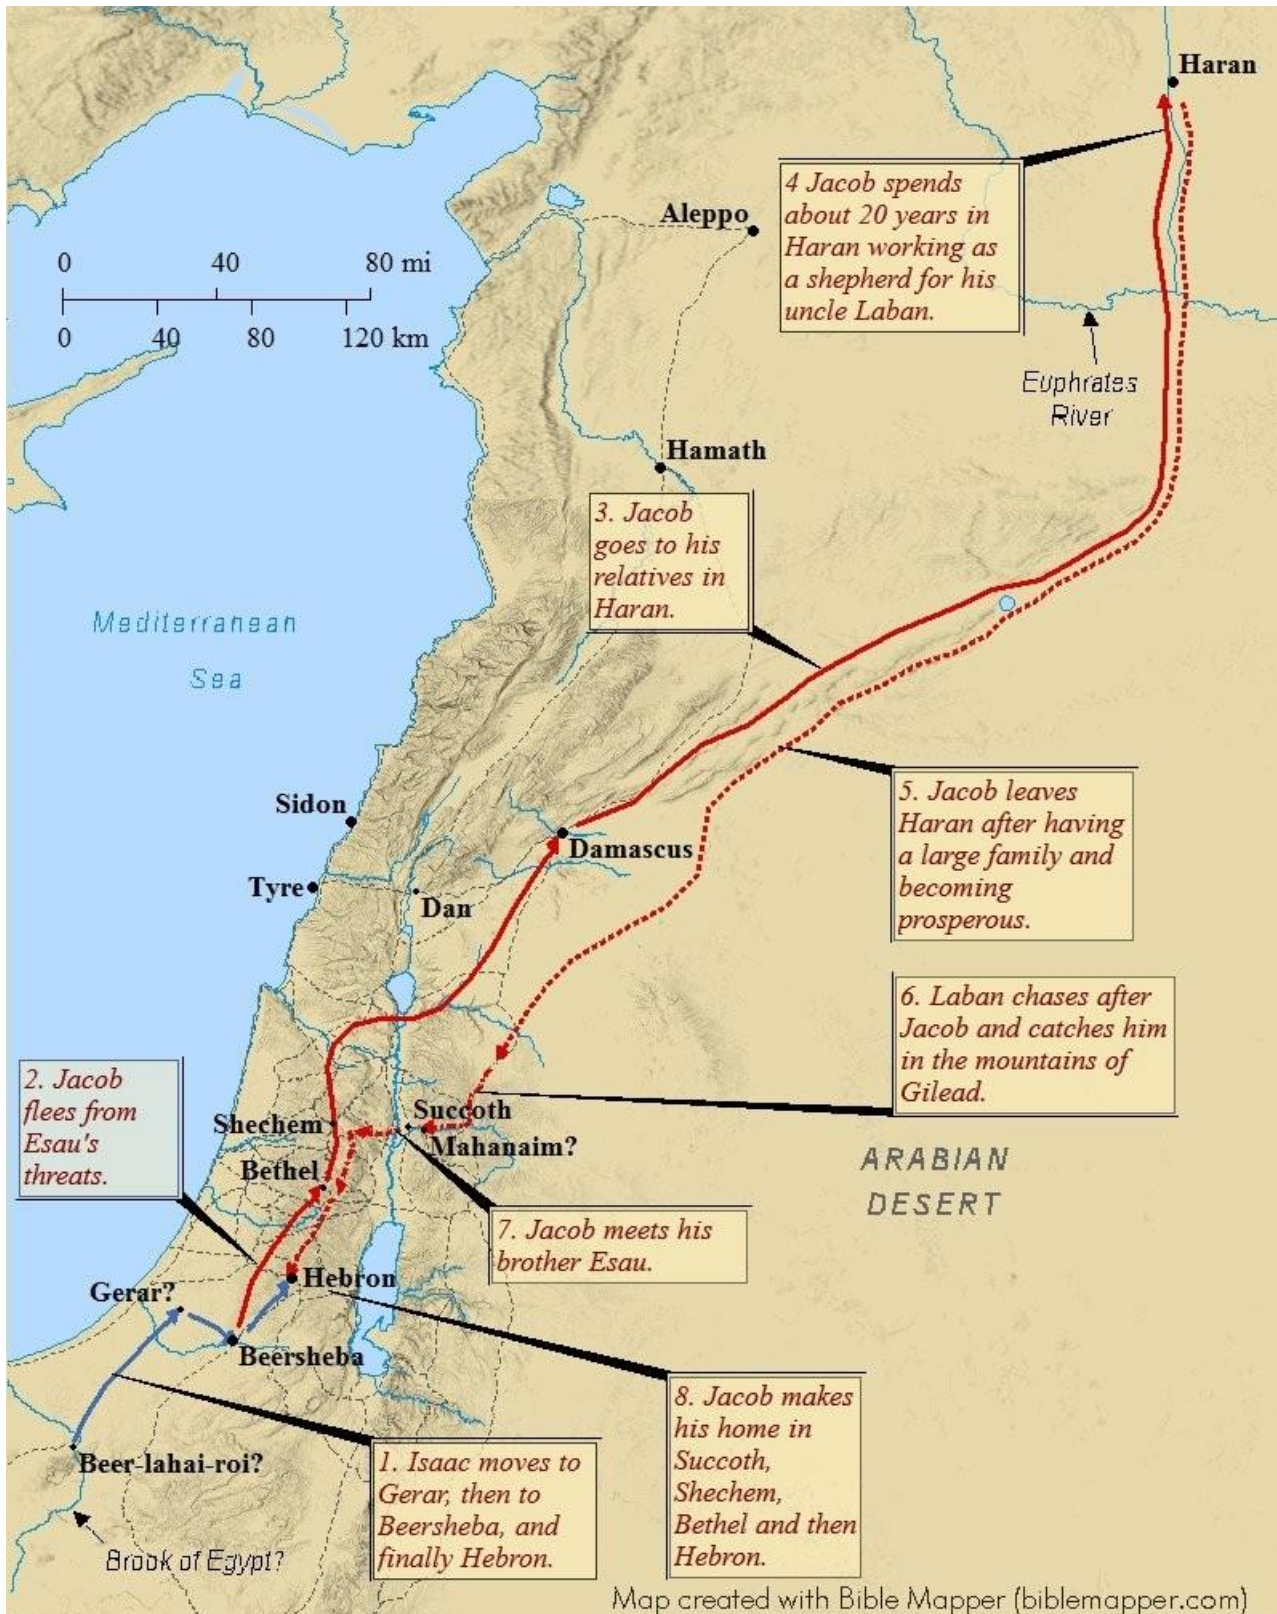 Haran
4 Jacob spends
about 20 years in
Haran working as
a shepherd for his
uncle Laban.
Aleppo
0 40 80 mi
0 40 80 120 km
Euphrates
River
Hamath
3. Jacob
goes to his
relatives in
Haran.
Mediterranean
Sea
Sidon
Damascus
5. Jacob leaves
Haran after having
a large family and
becoming
prosperous.
Tyre
Dan
6. Laban chases after
Jacob and catches him
in the mountains of
Gilead.
2. Jacob
flees from
Esau's
threats.
Shechem
Succoth
Mahanaim?
Bethel
ARABIAN
DESERT
7. Jacob meets his
brother Esau.
Hebron
Gerar?
Beersheba
8. Jacob makes
his home in
Succoth,
Shechem,
Bethel and then
Hebron.
Beer-lahai-roi?
1. Isaac moves to
Gerar, then to
Beersheba, and
finally Hebron.
Brook of Egypt?
Map created with Bible Mapper (biblemapper.com)